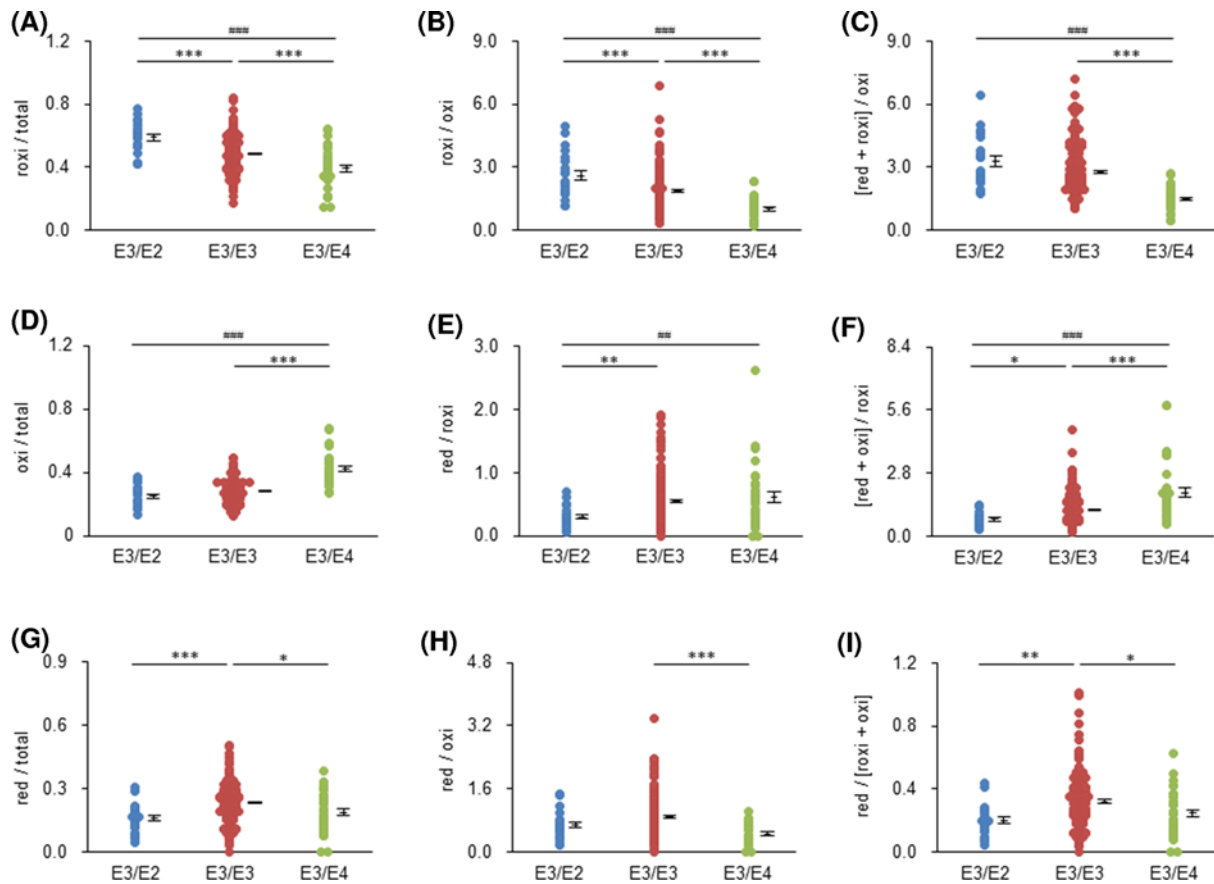 (A)
roxi / total
1.2
0.8
0.4
0.0
###
***
***
E3/E2
E3/E3
E3/E4
(B)
roxi / oxi
9.0
6.0
3.0
0.0
###
***
***
E3/E2
E3/E3
E3/E4
(C)
[red + roxi] / oxi
9.0
6.0
3.0
0.0
###
***
E3/E2
E3/E3
E3/E4
(D)
oxi / total
1.2
0.8
0.4
0
###
***
E3/E2
E3/E3
E3/E4
(E)
red / roxi
3.0
2.0
1.0
0.0
##
**
E3/E2
E3/E3
E3/E4
(F)
[red + oxi] / roxi
8.4
5.6
2.8
0.0
###
*
***
E3/E2
E3/E3
E3/E4
(G)
red / total
0.9
0.6
0.3
0.0
***
*
E3/E2
E3/E3
E3/E4
(H)
red / oxi
4.8
3.2
1.6
0.0
***
E3/E2
E3/E3
E3/E4
(I)
red / [roxi + oxi]
1.2
0.8
0.4
0.0
**
*
E3/E2
E3/E3
E3/E4